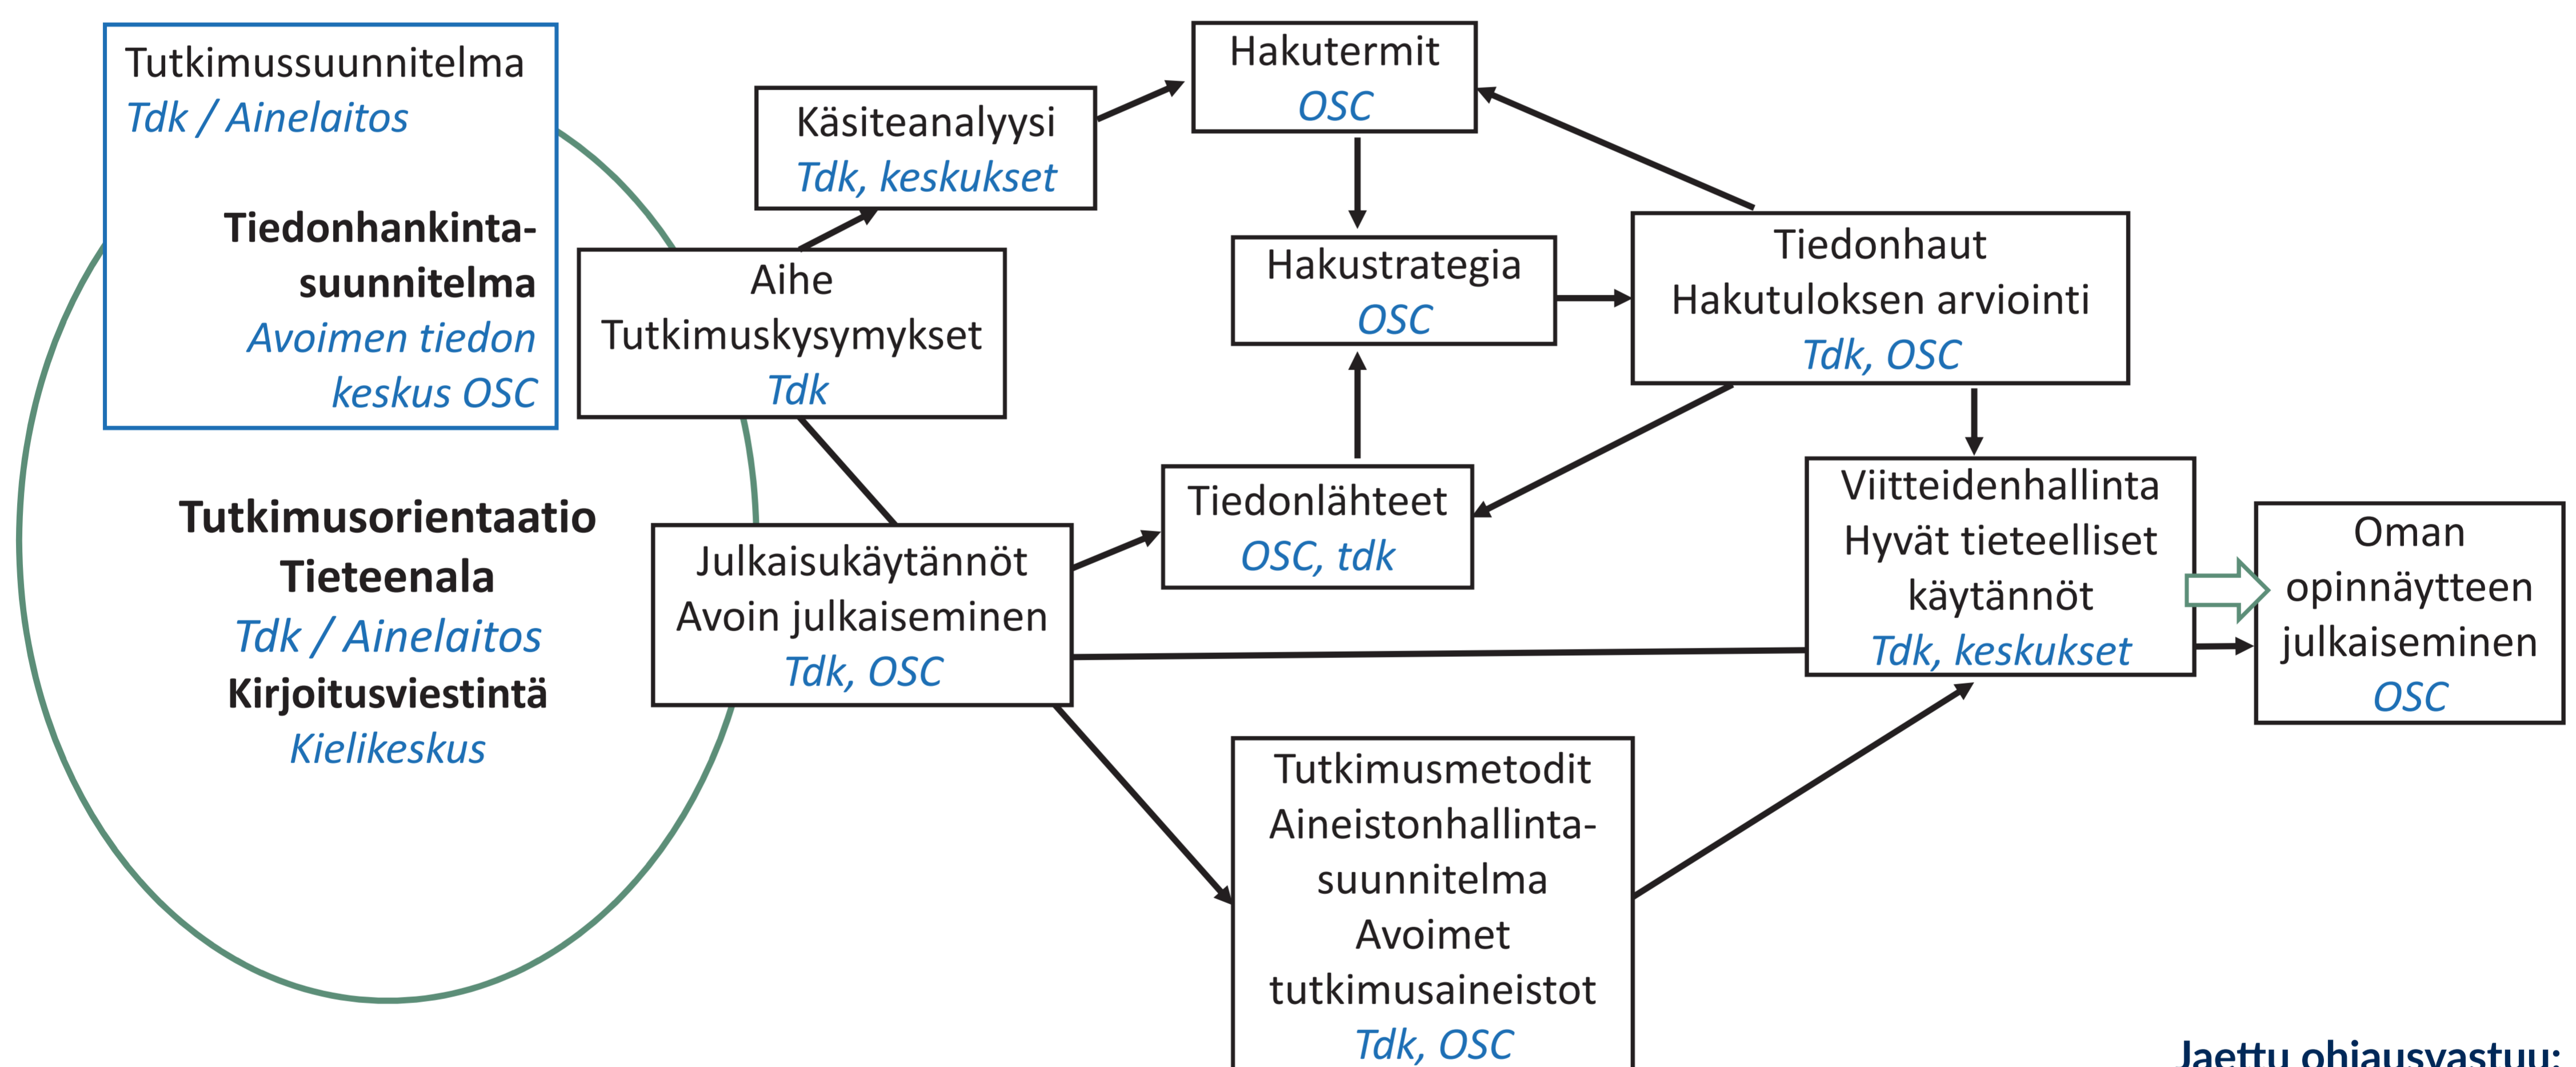 Tutkimussuunnitelma
Tdk / Ainelaitos
Tiedonhankinta-
suunnitelma
Avoimen tiedon
keskus OSC
Tutkimusorientaatio
Tieteenala
Tdk / Ainelaitos
Kirjoitusviestintä
Kielikeskus
Aihe
Tutkimuskysymykset
Tdk
Käsiteanalyysi
Tdk, keskukset
Hakutermit
OSC
Hakustrategia
OSC
Tiedonhaut
Hakutuloksen arviointi
Tdk, OSC
Julkaisukäytännöt
Avoin julkaiseminen
Tdk, OSC
Tiedonlähteet
OSC, tdk
Viitteidenhallinta
Hyvät tieteelliset
käytännöt
Tdk, keskukset
Oman
opinnäytteen
julkaiseminen
OSC
Tutkimusmetodit
Aineistonhallinta-
suunnitelma
Avoimet
tutkimusaineistot
Tdk, OSC
Jaettu ohjausvastuu: